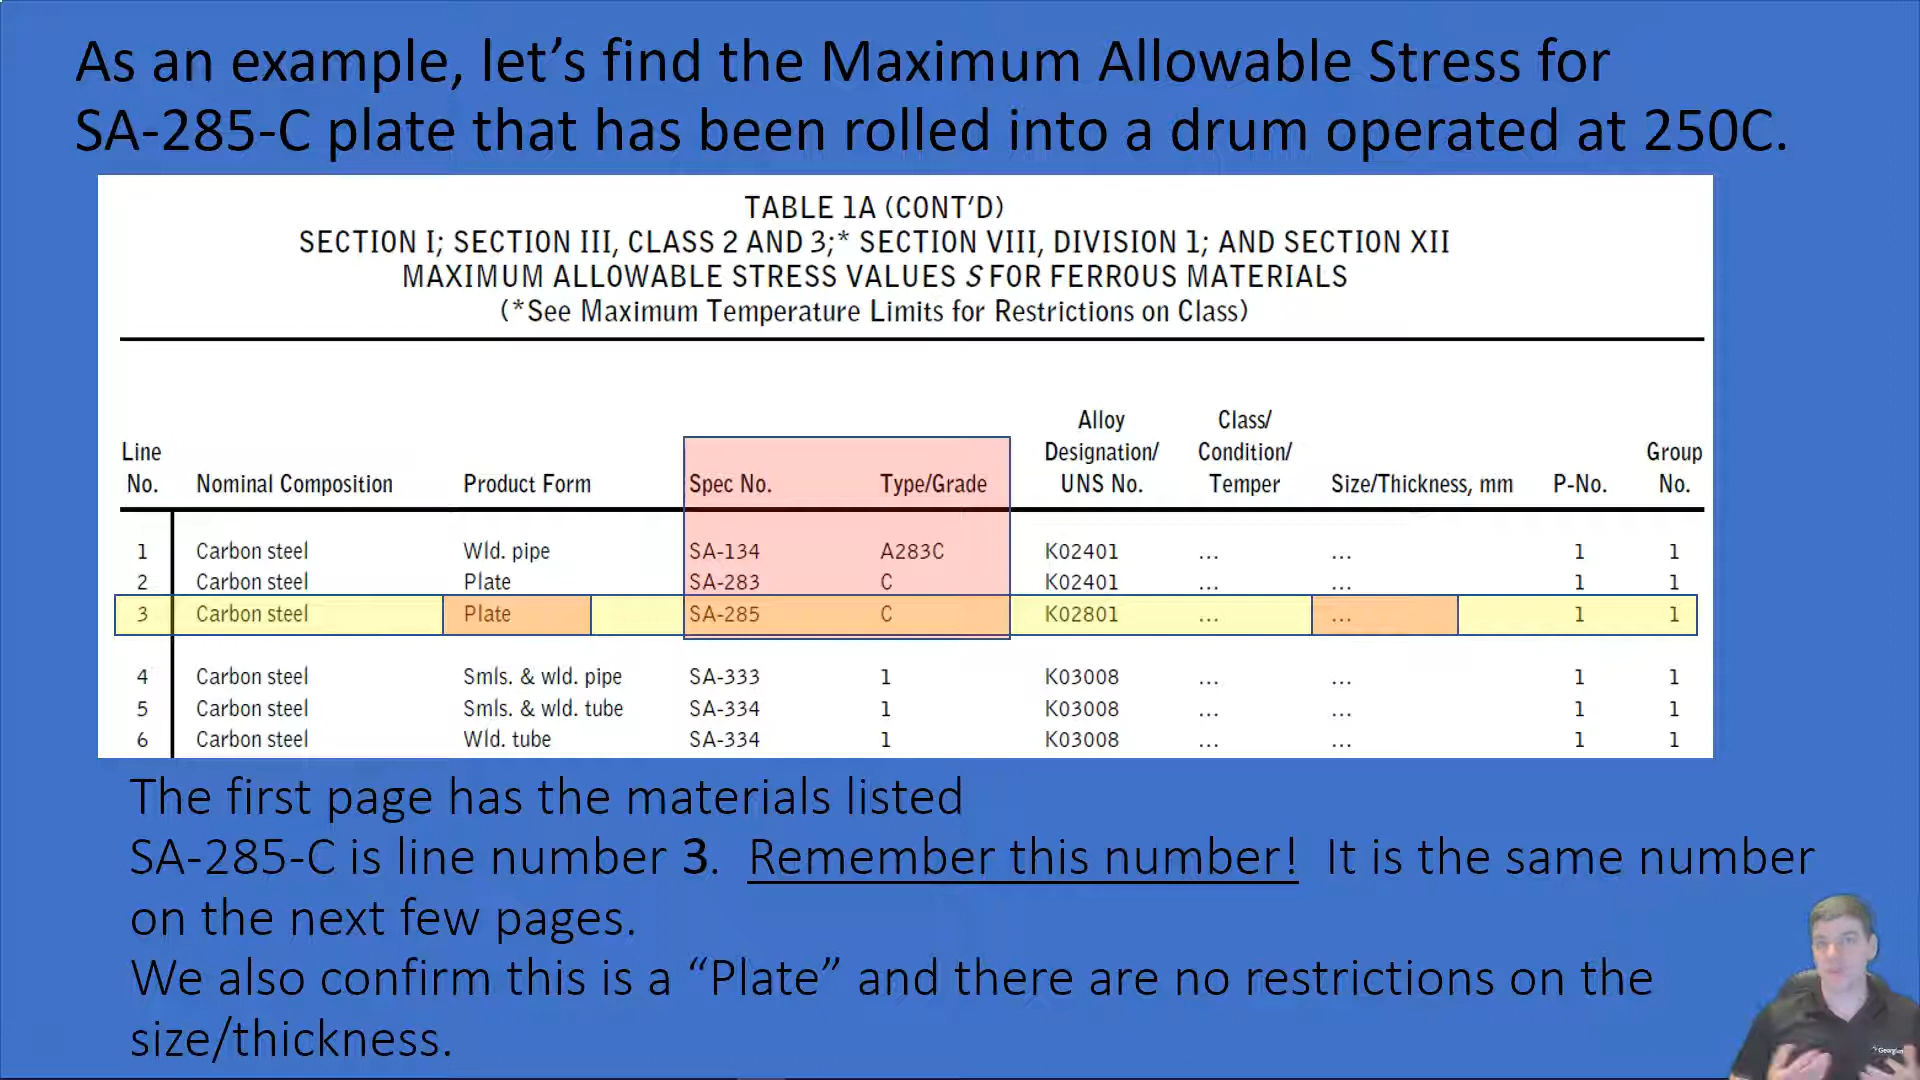 As an example, let’s find the Maximum Allowable Stress for
SA-285-C plate that has been rolled into a drum operated at 250C.
TABLE 1A (CONT’D)
SECTION I; SECTION III, CLASS 2 AND 3;* SECTION VIII, DIVISION 1; AND SECTION XII
MAXIMUM ALLOWABLE STRESS VALUES S FOR FERROUS MATERIALS
(*See Maximum Temperature Limits for Restrictions on Class)
Line No. Nominal Composition Product Form Spec No. Type/Grade Alloy Designation/ UNS No. Class/ Condition/ Temper Size/Thickness, mm P-No. Group No.
1 Carbon steel Wld. pipe SA-134 A283C K02401 ... ... 1 1
2 Carbon steel Plate SA-283 C K02401 ... ... 1 1
3 Carbon steel Plate SA-285 C K02801 ... ... 1 1
4 Carbon steel Smls. & wld. pipe SA-333 1 K03008 ... ... 1 1
5 Carbon steel Smls. & wld. tube SA-334 1 K03008 ... ... 1 1
6 Carbon steel Wld. tube SA-334 1 K03008 ... ... 1 1
The first page has the materials listed
SA-285-C is line number 3. Remember this number! It is the same number
on the next few pages.
We also confirm this is a “Plate” and there are no restrictions on the
size/thickness.